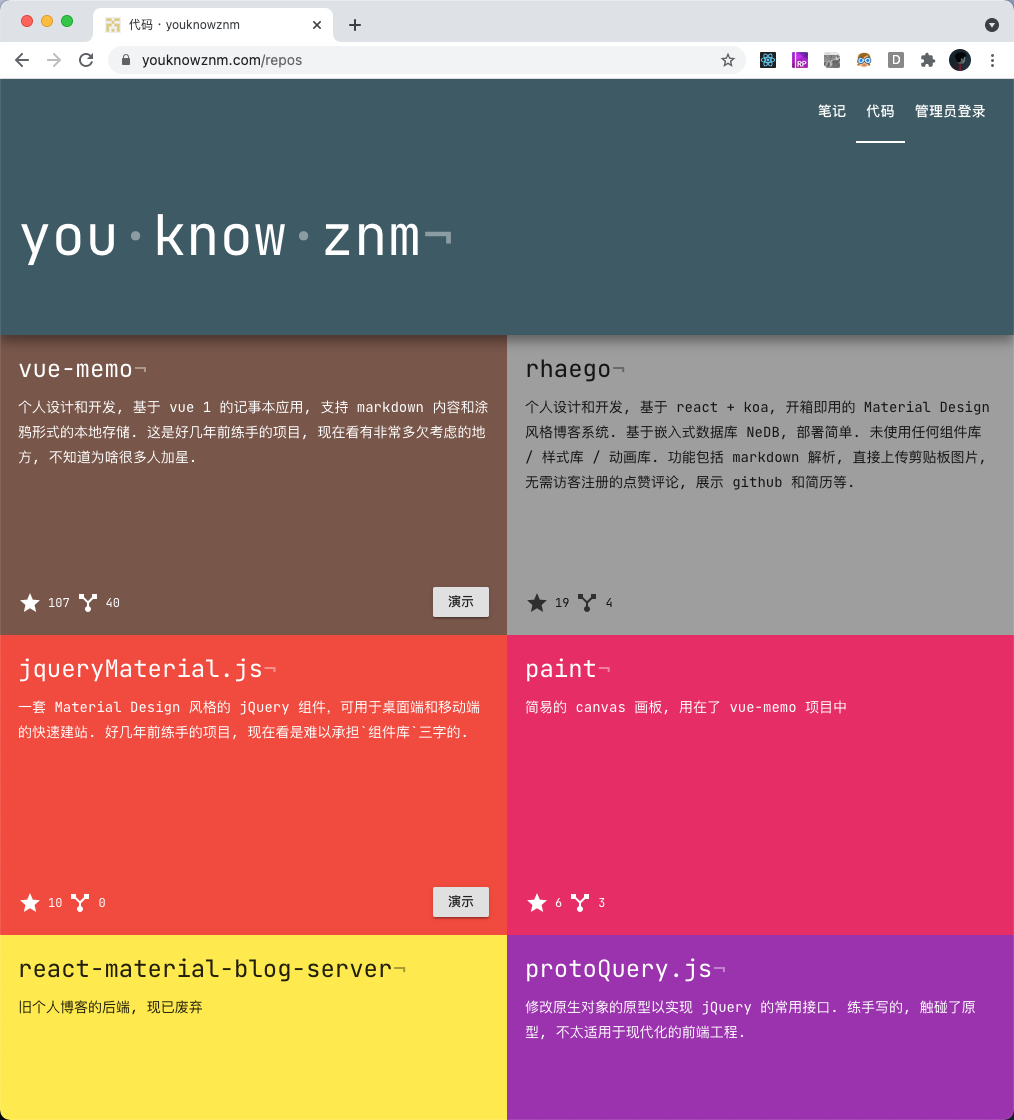 代码 · youknowznm
youknowznm.com/repos
RP
D
笔记 代码 管理员登录
you·know·znm¬
vue-memo¬
个人设计和开发, 基于 vue 1 的记事本应用, 支持 markdown 内容和涂
鸦形式的本地存储. 这是好几年前练手的项目, 现在看有非常多欠考虑的地
方, 不知道为啥很多人加星.
107 40
演示
rhaego¬
个人设计和开发, 基于 react + koa, 开箱即用的 Material Design
风格博客系统. 基于嵌入式数据库 NeDB, 部署简单. 未使用任何组件库
/ 样式库 / 动画库. 功能包括 markdown 解析, 直接上传剪贴板图片,
无需访客注册的点赞评论, 展示 github 和简历等.
19 4
jqueryMaterial.js¬
一套 Material Design 风格的 jQuery 组件，可用于桌面端和移动端
的快速建站. 好几年前练手的项目, 现在看是难以承担`组件库`三字的.
10 0
演示
paint¬
简易的 canvas 画板, 用在了 vue-memo 项目中
6 3
react-material-blog-server¬
旧个人博客的后端, 现已废弃
protoQuery.js¬
修改原生对象的原型以实现 jQuery 的常用接口. 练手写的, 触碰了原
型, 不太适用于现代化的前端工程.